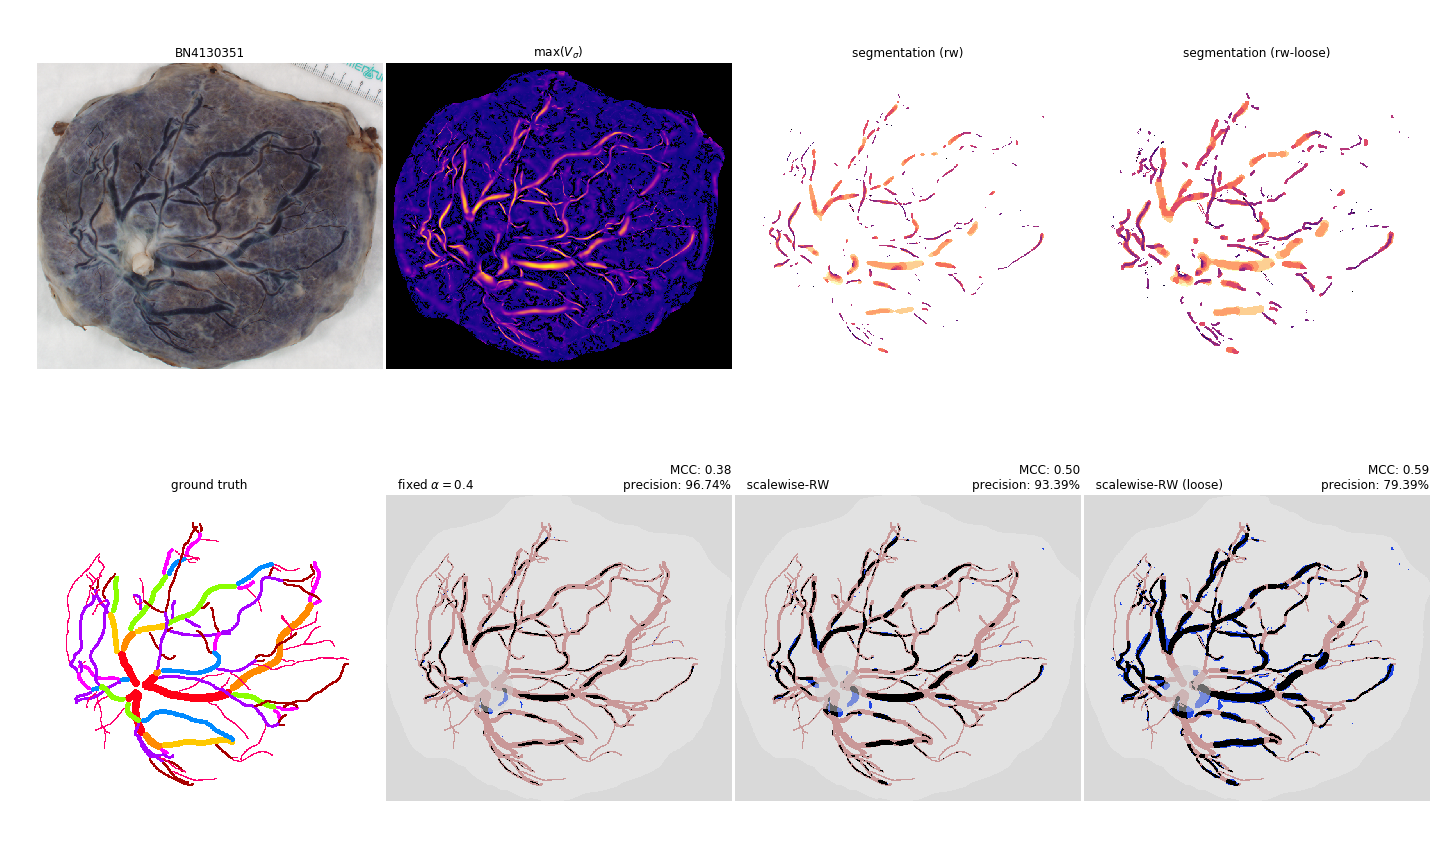 BN4130351
max(V_σ)
segmentation (rw)
segmentation (rw-loose)
ground truth
fixed α = 0.4
MCC: 0.38
precision: 96.74%
scalewise-RW
MCC: 0.50
precision: 93.39%
scalewise-RW (loose)
MCC: 0.59
precision: 79.39%